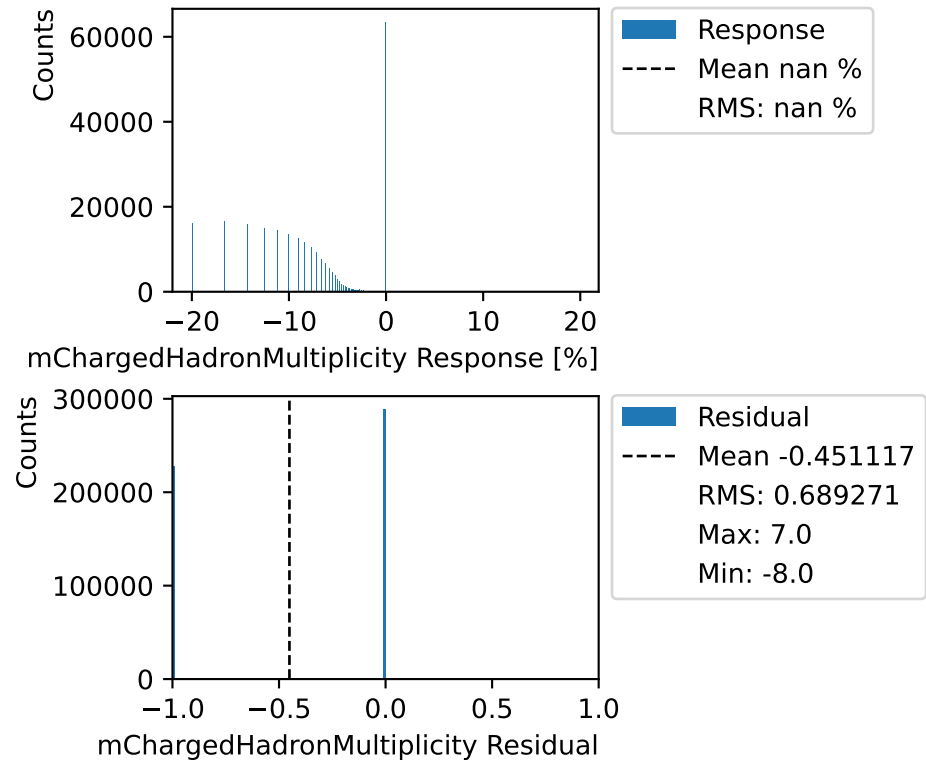 Counts
60000
40000
20000
0
−20
−10
0
10
20
mChargedHadronMultiplicity Response [%]
Response
Mean nan %
RMS: nan %
Counts
300000
200000
100000
0
−1.0
−0.5
0.0
0.5
1.0
mChargedHadronMultiplicity Residual
Residual
Mean -0.451117
RMS: 0.689271
Max: 7.0
Min: -8.0